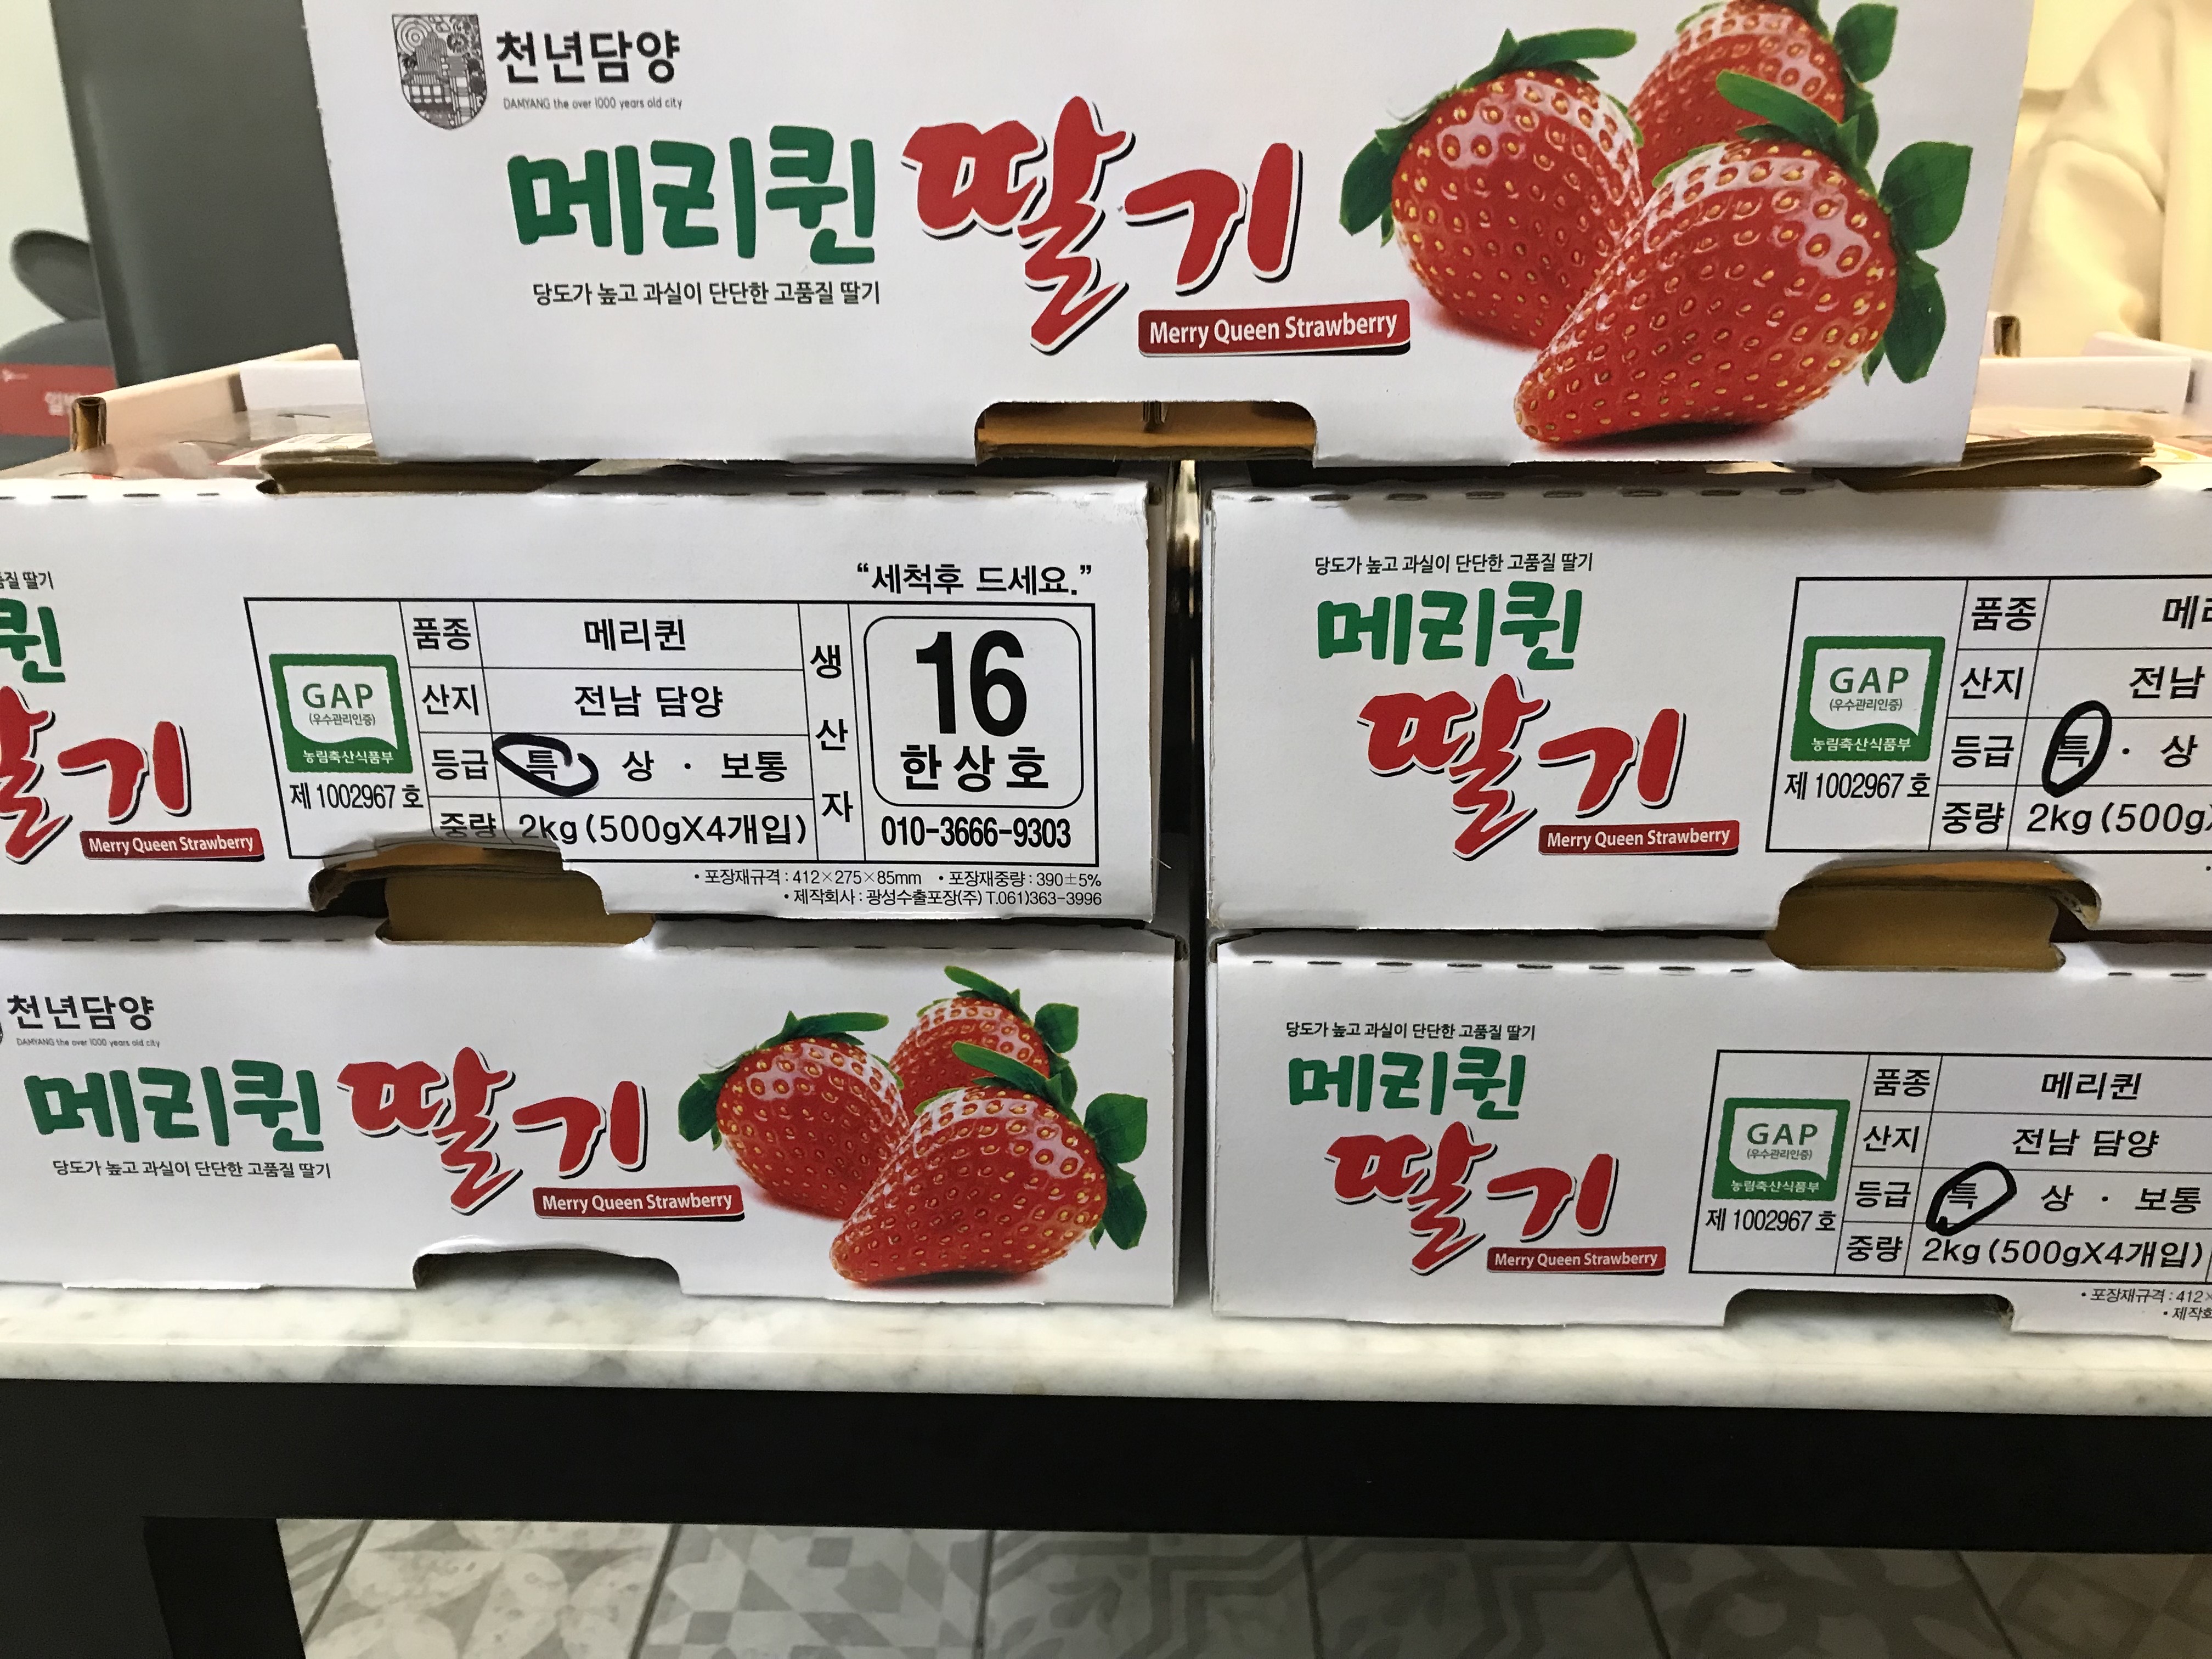 천년담양
DAMYANG the over 1000 years old city
메리퀸 딸기
당도가 높고 과실이 단단한 고품질 딸기
Merry Queen Strawberry
딸기
Merry Queen Strawberry
"세척후 드세요."
GAP
(우수관리인증)
농림축산식품부
제 1002967 호
품종 메리퀸
산지 전남 담양
등급 특 상 · 보통
중량 2kg (500gX4개입)
생산자
16
한상호
010-3666-9303
• 포장재규격 : 412×275×85mm • 포장재중량 : 390±5%
• 제작회사 : 광성수출포장(주) T.061)363-3996
당도가 높고 과실이 단단한 고품질 딸기
메리퀸
딸기
Merry Queen Strawberry
GAP
(우수관리인증)
농림축산식품부
제 1002967 호
품종
산지 전남
등급 특 · 상
중량 2kg (500g
천년담양
DAMYANG the over 1000 years old city
메리퀸 딸기
당도가 높고 과실이 단단한 고품질 딸기
Merry Queen Strawberry
당도가 높고 과실이 단단한 고품질 딸기
메리퀸
딸기
Merry Queen Strawberry
GAP
(우수관리인증)
농림축산식품부
제 1002967 호
품종 메리퀸
산지 전남 담양
등급 특 상 · 보통
중량 2kg (500gX4개입)
• 포장재규격 : 412